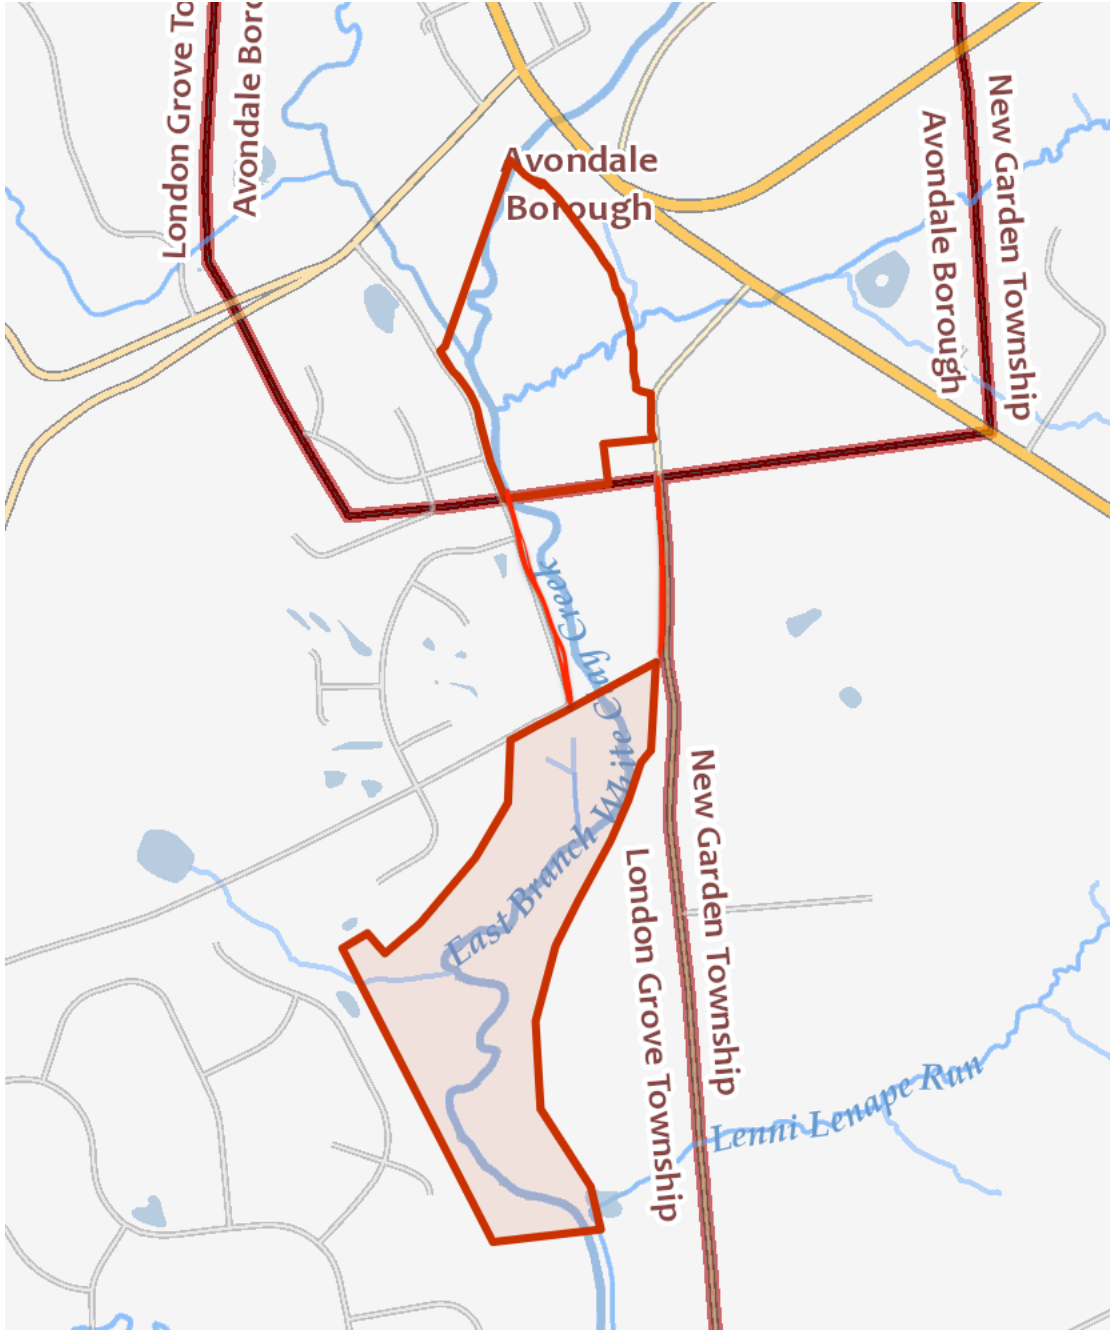 London Grove To
Avondale Boro
New Garden Township
Avondale Borough
Avondale
Borough
East Branch White Clay Creek
New Garden Township
London Grove Township
Lenni Lenape Run